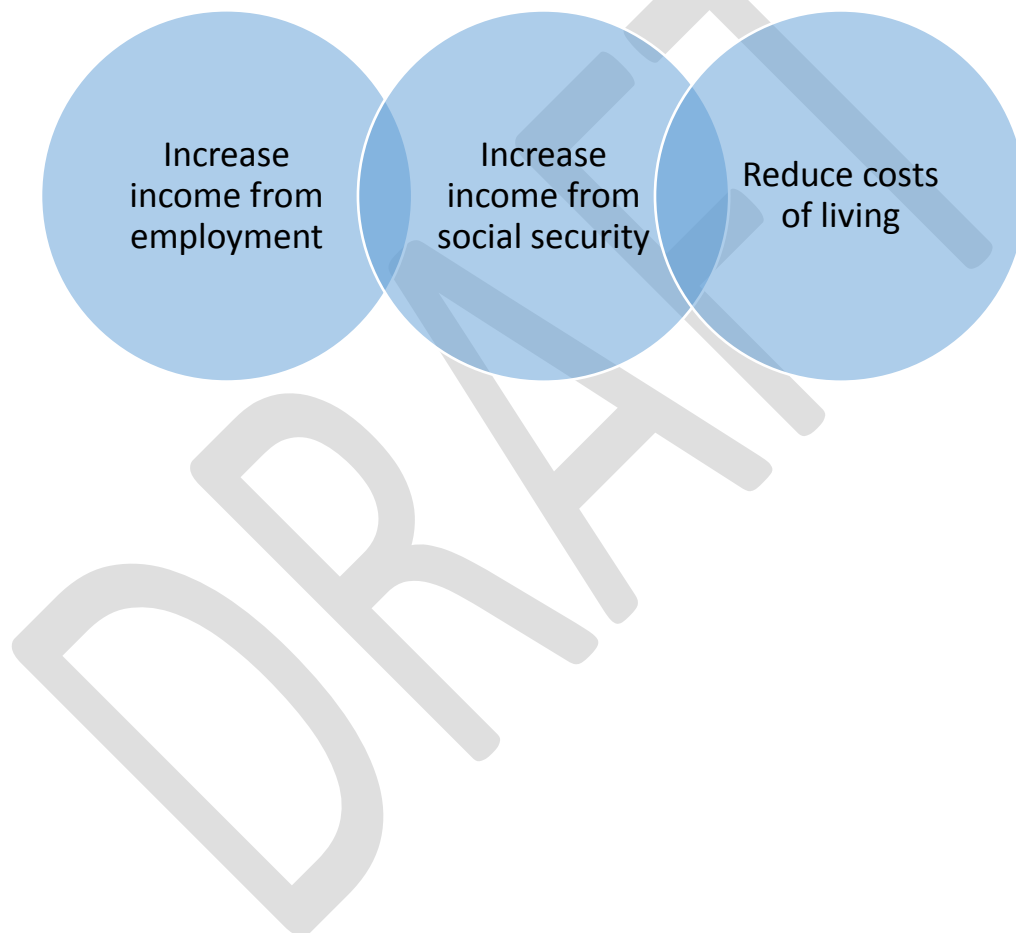 Increase
income from
employment
Increase
income from
social security
Reduce costs
of living
DRAFT